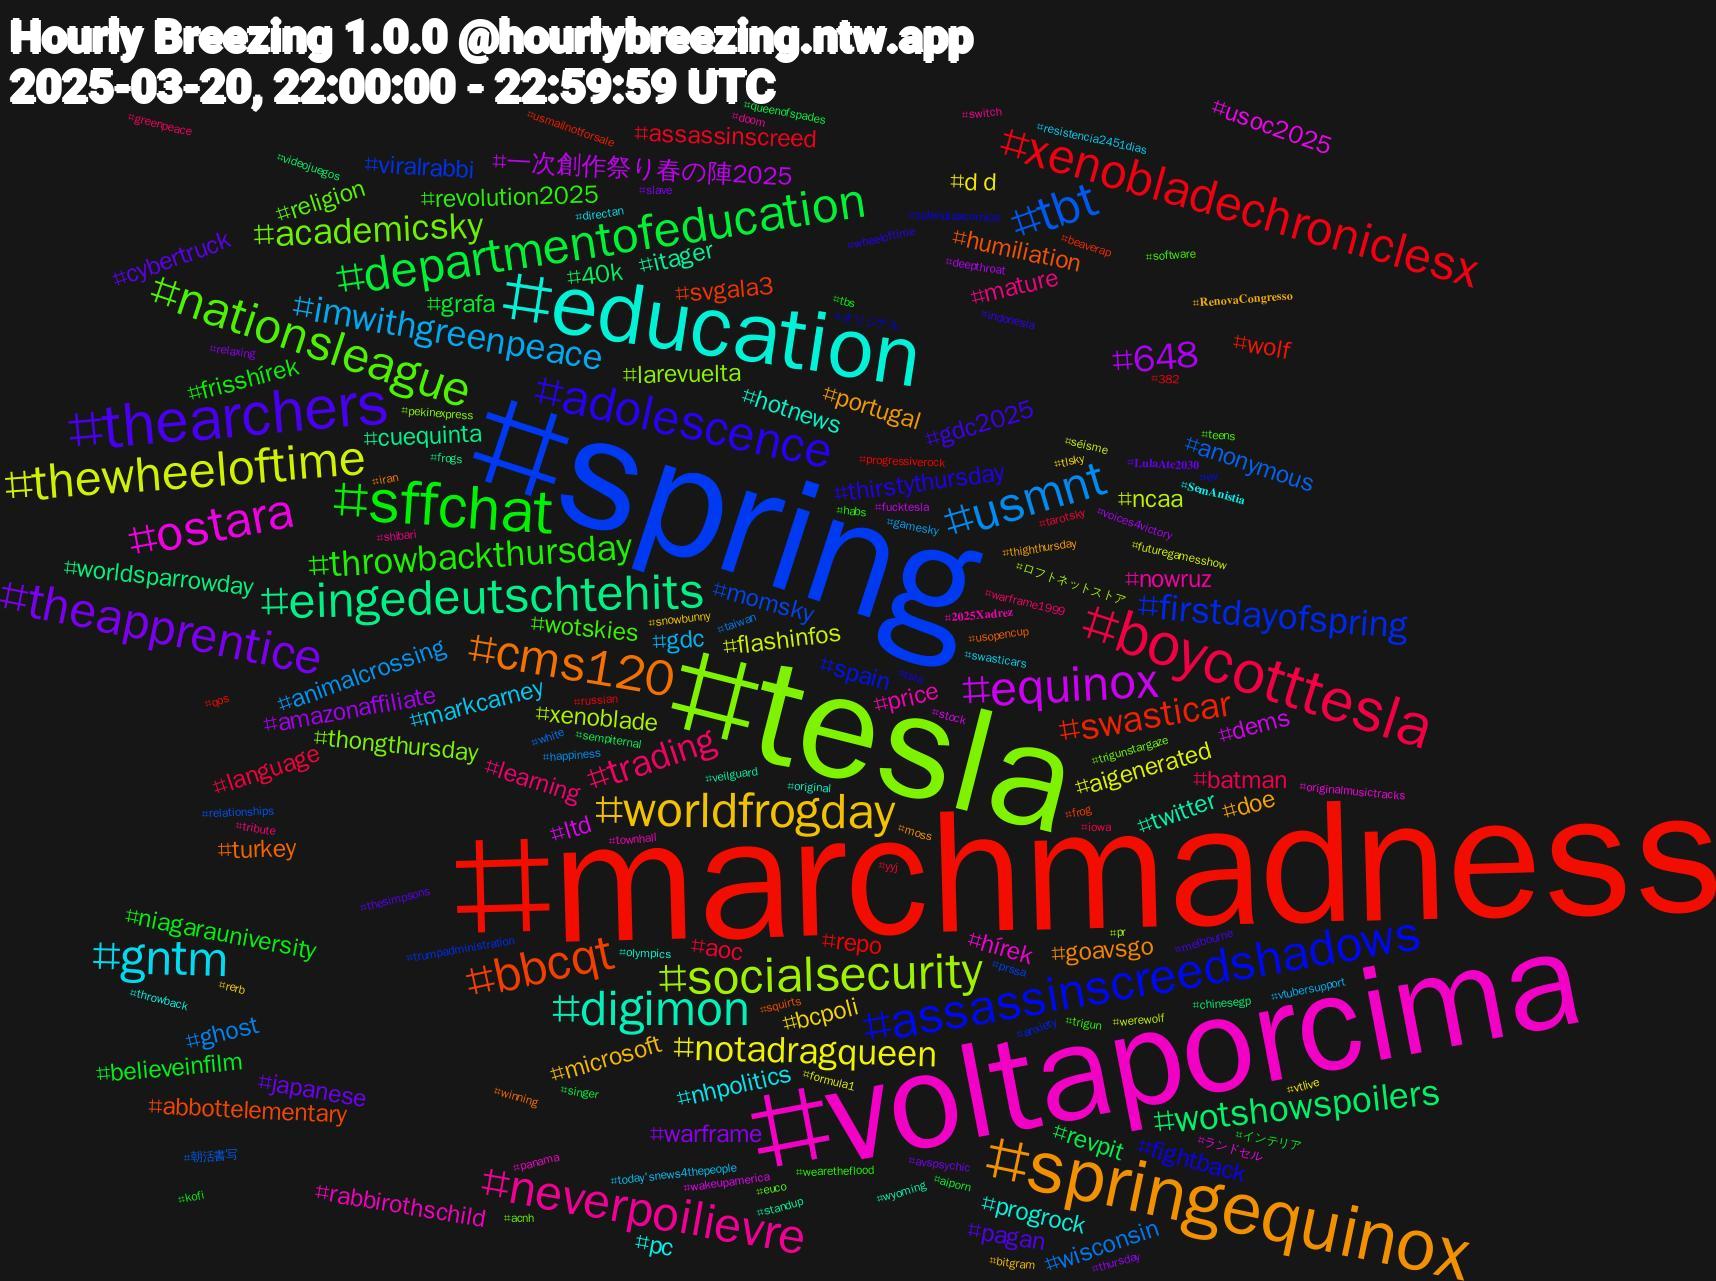 Hourly Breezing 1.0.0 @hourlybreezing.ntw.app
2025-03-20, 22:00:00 - 22:59:59 UTC
#queenofspades
#doom
#switch
#usmailnotforsale
#usoc2025
#greenpeace
#assassinscreed
#resistencia2451dias
#videojuegos
#viralrabbi
#一次創作祭り春の陣2025
#xenobladechroniclesx
#religion
#slave
#revolution2025
#tbt
#d d
#departmentofeducation
#academicsky
#directan
#cybertruck
#itager
#humiliation
#beaverap
#wheeloftime
#software
#deepthroat
#40k
#svgala3
#mature
#nationsleague
#education
#grafa
#imwithgreenpeace
#tbs
#indonesia
#𝐑𝐞𝐧𝐨𝐯𝐚𝐂𝐨𝐧𝐠𝐫𝐞𝐬𝐬𝐨
#relaxing
#wolf
#648
#frisshírek
#larevuelta
#382
#thearchers
#hotnews
#portugal
#adolescence
#pekinexpress
#teens
#séisme
#cuequinta
#gdc2025
#frogs
#thewheeloftime
#progressiverock
#anonymous
#𝐋𝐮𝐥𝐚𝐀𝐭𝐞́𝟐𝟎𝟑𝟎
#iran
#thirstythursday
#𝐒𝐞𝐦𝐀𝐧𝐢𝐬𝐭𝐢𝐚
#sffchat
#spring
#usmnt
#ncaa
#fucktesla
#habs
#voices4victory
#ostara
#tarotsky
#tlsky
#gamesky
#throwbackthursday
#thighthursday
#shibari
#futuregamesshow
#worldsparrowday
#eingedeutschtehits
#nowruz
#ロフトネットストア
#theapprentice
#momsky
#firstdayofspring
#warframe1999
#𝟐𝟎𝟐𝟓𝐗𝐚𝐝𝐫𝐞𝐳
#wotskies
#snowbunny
#usopencup
#taiwan
#flashinfos
#gdc
#swasticars
#animalcrossing
#cms120
#tesla
#boycotttesla
#swasticar
#spain
#amazonaffiliate
#markcarney
#price
#dems
#stock
#xenoblade
#white
#thongthursday
#trigunstargaze
#qps
#russian
#language
#trading
#happiness
#sempiternal
#learning
#aigenerated
#batman
#veilguard
#worldfrogday
#doe
#today'snews4thepeople
#vtubersupport
#original
#originalmusictracks
#relationships
#ltd
#twitter
#frog
#wyoming
#moss
#tribute
#townhall
#iowa
#turkey
#marchmadness
#thesimpsons
#yyj
#niagarauniversity
#gntm
#aoc
#repo
#hírek
#goavsgo
#assassinscreedshadows
#trumpadministration
#bbcqt
#socialsecurity
#pr
#melbourne
#朝活書写
#olympics
#prssa
#throwback
#rerb
#squirts
#digimon
#bcpoli
#voltaporcima
#ghost
#chinesegp
#anxiety
#trigun
#werewolf
#microsoft
#notadragqueen
#believeinfilm
#winning
#formula1
#vtlive
#singer
#japanese
#nhpolitics
#wotshowspoilers
#abbottelementary
#インテリア
#ランドセル
#warframe
#revpit
#fightback
#avspsychic
#springequinox
#panama
#wakeupamerica
#weareтheflood
#neverpoilievre
#rabbirothschild
#progrock
#euco
#aiporn
#kofi
#standup
#pagan
#wisconsin
#acnh
#pc
#bitgram
#thursday
#equinox